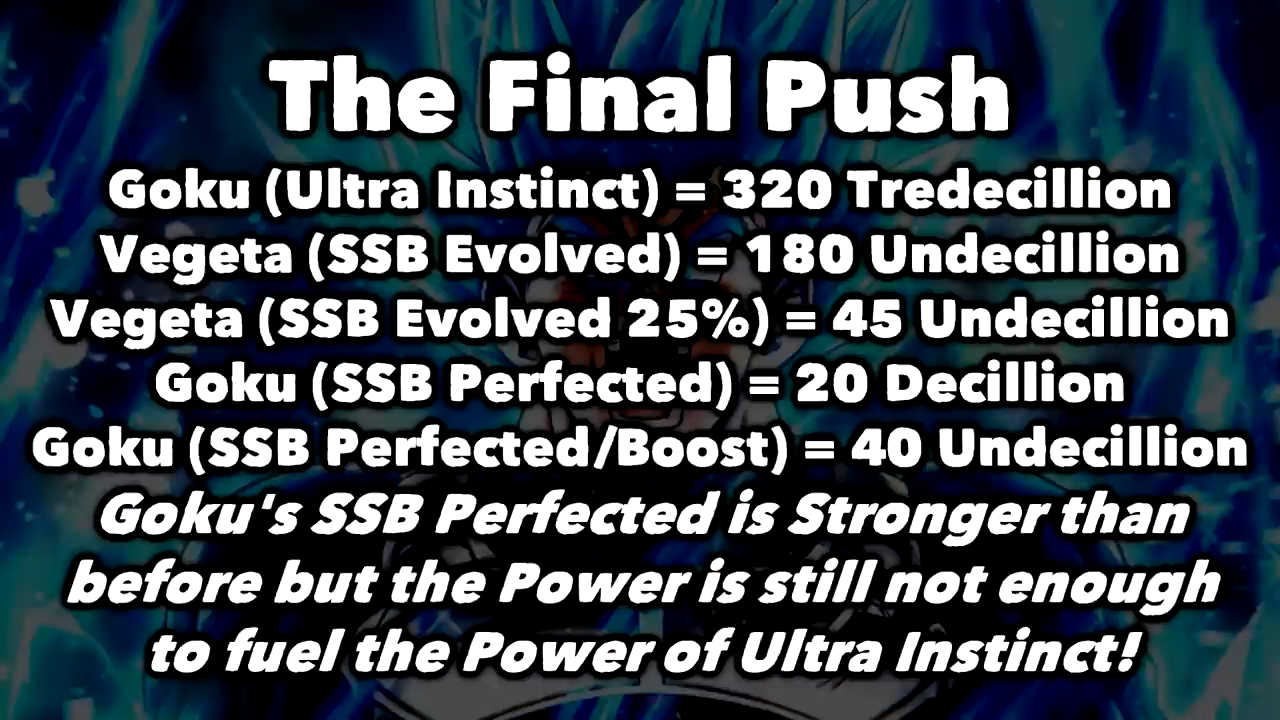 The Final Push
Goku (Ultra Instinct) = 320 Tredecillion
Vegeta (SSB Evolved) = 180 Undecillion
Vegeta (SSB Evolved 25%) = 45 Undecillion
Goku (SSB Perfected) = 20 Decillion
Goku (SSB Perfected/Boost) = 40 Undecillion
Goku's SSB Perfected is Stronger than
before but the Power is still not enough
to fuel the Power of Ultra Instinct!